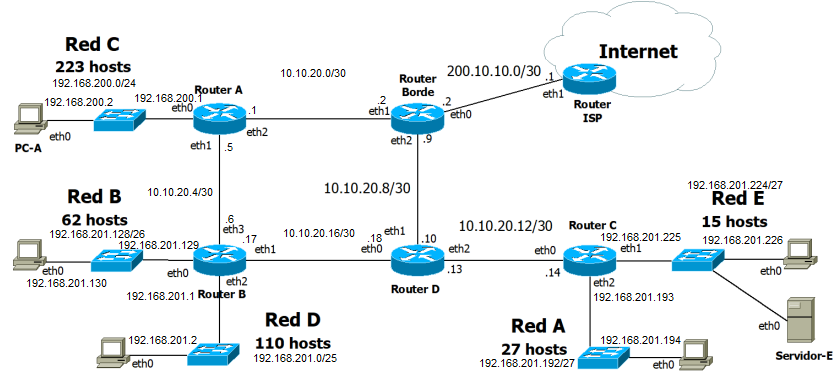 Red C
223 hosts
192.168.200.0/24
192.168.200.2
192.168.200.1
eth0
PC-A
eth0
Router A
.1
eth2
eth1
.5
10.10.20.0/30
Router
Borde
.2
eth1
.2
eth0
eth2
.9
200.10.10.0/30
.1
eth1
Internet
Router
ISP
10.10.20.4/30
10.10.20.8/30
Red B
62 hosts
192.168.201.128/26
192.168.201.129
eth0
192.168.201.130
.6
eth3
.17
eth1
eth0
eth2
Router B
10.10.20.16/30
.18
eth0
eth1
.10
eth2
.13
Router D
10.10.20.12/30
eth0
.14
Router C
eth1
192.168.201.225
eth2
192.168.201.224/27
Red E
15 hosts
192.168.201.226
eth0
eth0
Servidor-E
192.168.201.1
192.168.201.2
eth0
Red D
110 hosts
192.168.201.0/25
192.168.201.193
Red A
27 hosts
192.168.201.192/27
192.168.201.194
eth0